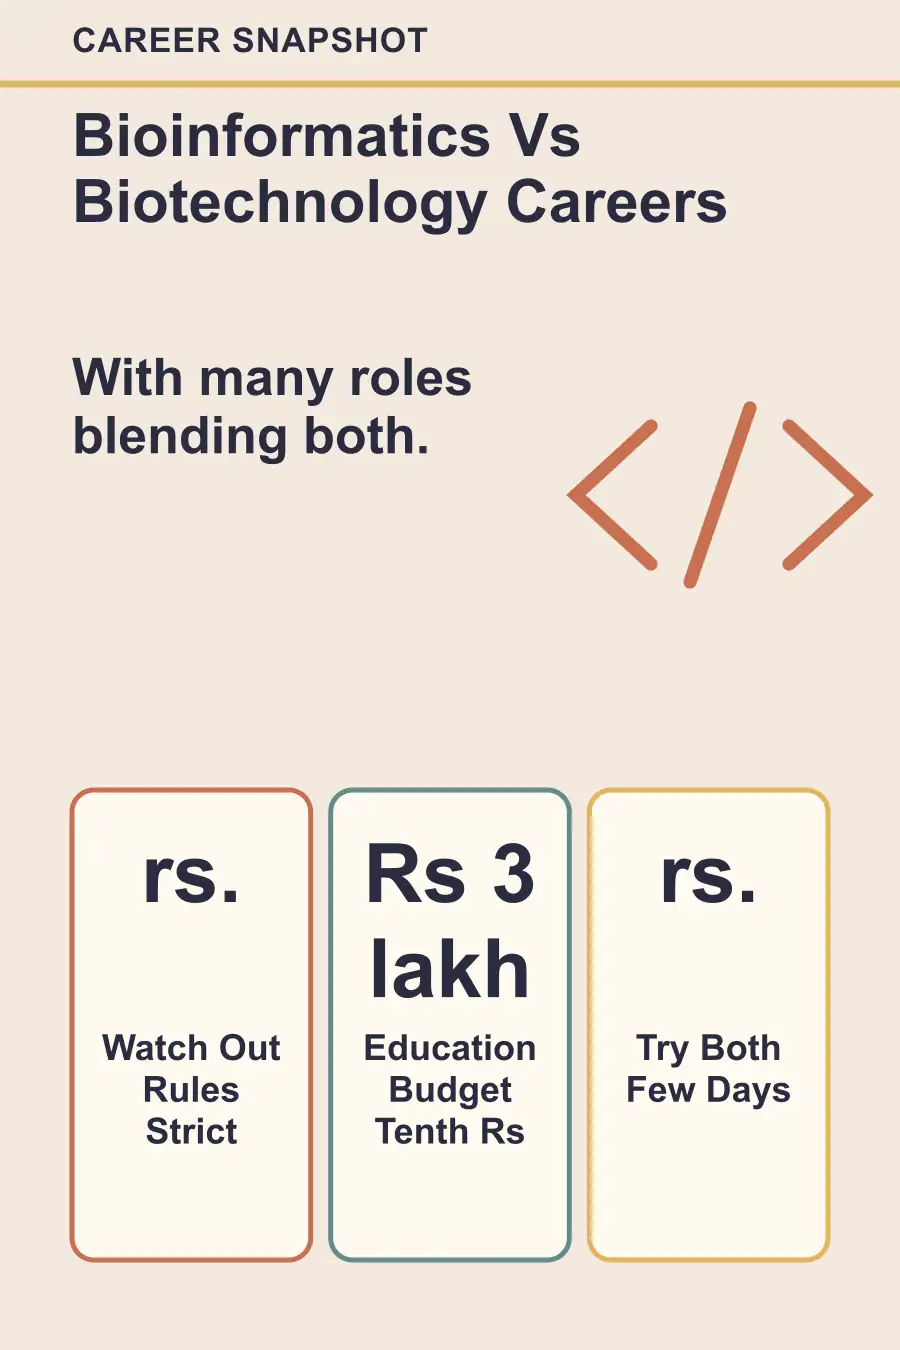 CAREER SNAPSHOT
Bioinformatics Vs
Biotechnology Careers
With many roles
blending both.
rs.
Watch Out
Rules
Strict
Rs 3
lakh
Education
Budget
Tenth Rs
rs.
Try Both
Few Days